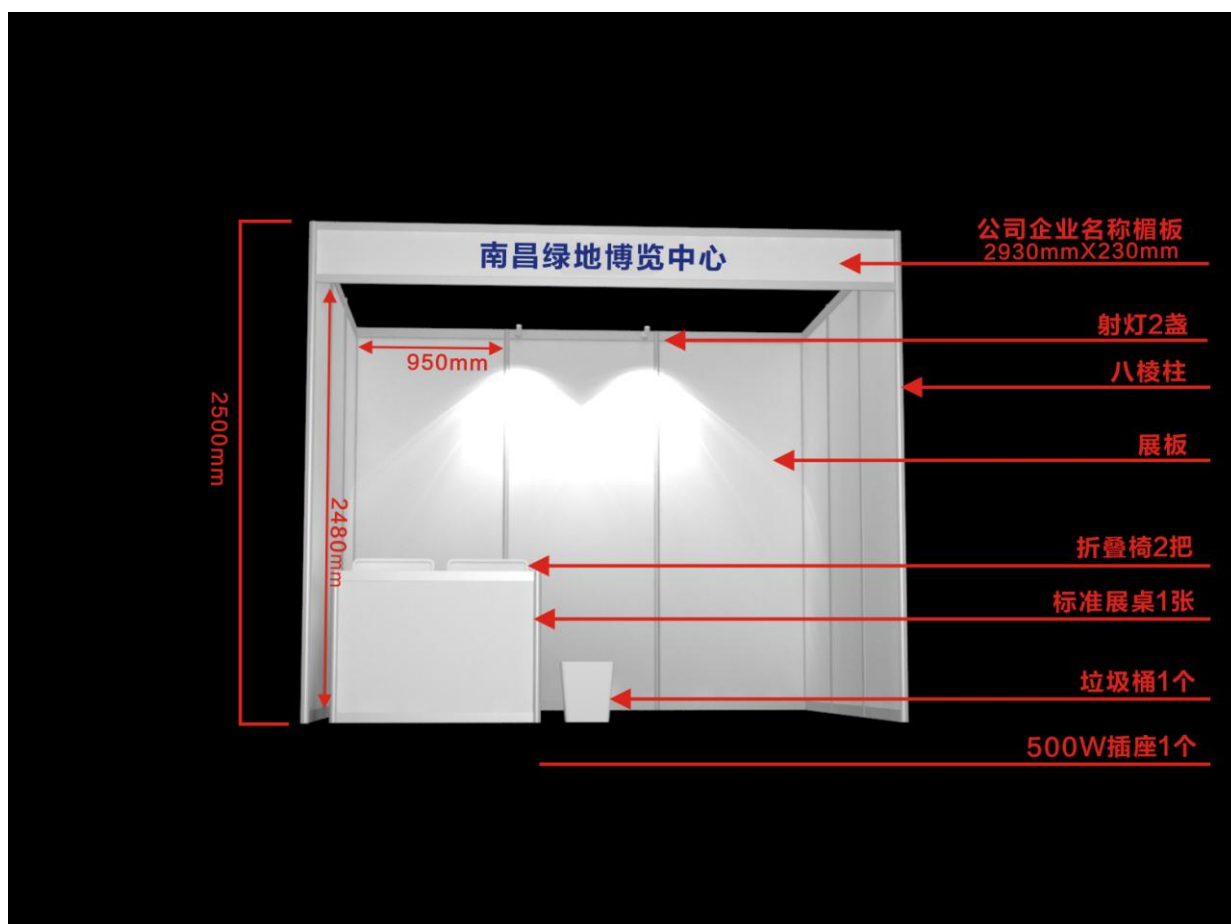 南昌绿地博览中心
公司企业名称楣板
2930mmX230mm
射灯2盏
950mm
八棱柱
2500mm
展板
2480mm
折叠椅2把
标准展桌1张
垃圾桶1个
500W插座1个